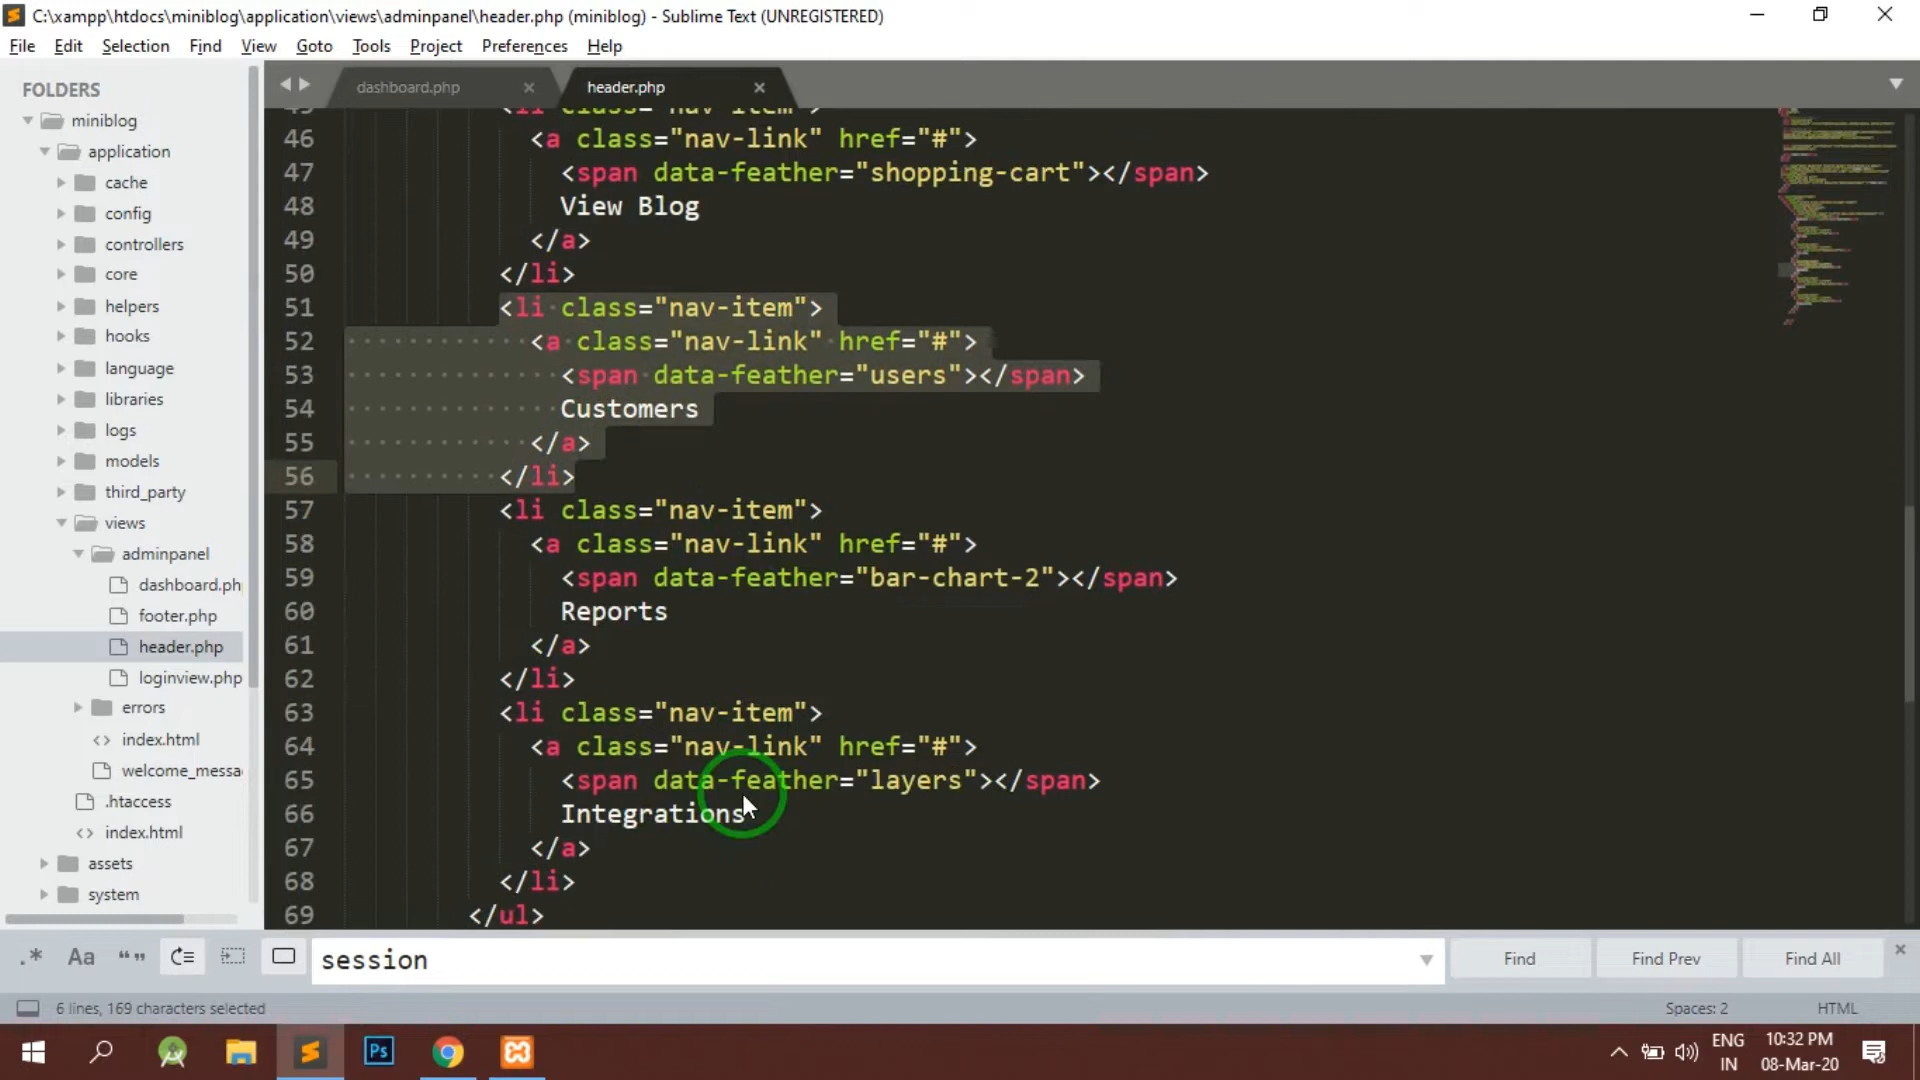 C:\xampp\htdocs\miniblog\application\views\adminpanel\header.php (miniblog) - Sublime Text (UNREGISTERED)
File Edit Selection Find View Goto Tools Project Preferences Help
FOLDERS
miniblog
application
cache
config
controllers
core
helpers
hooks
language
libraries
logs
models
third_party
views
adminpanel
dashboard.ph
footer.php
header.php
loginview.php
errors
index.html
welcome_messa
.htaccess
index.html
assets
system
dashboard.php header.php
45 <li class="nav-item">
46 <a class="nav-link" href="#">
47 <span data-feather="shopping-cart"></span>
48 View Blog
49 </a>
50 </li>
51 <li class="nav-item">
52 <a class="nav-link" href="#">
53 <span data-feather="users"></span>
54 Customers
55 </a>
56 </li>
57 <li class="nav-item">
58 <a class="nav-link" href="#">
59 <span data-feather="bar-chart-2"></span>
60 Reports
61 </a>
62 </li>
63 <li class="nav-item">
64 <a class="nav-link" href="#">
65 <span data-feather="layers"></span>
66 Integrations
67 </a>
68 </li>
69 </ul>
.* Aa “” session Find Find Prev Find All
6 lines, 169 characters selected Spaces: 2 HTML
Ps
ENG
IN
10:32 PM
08-Mar-20